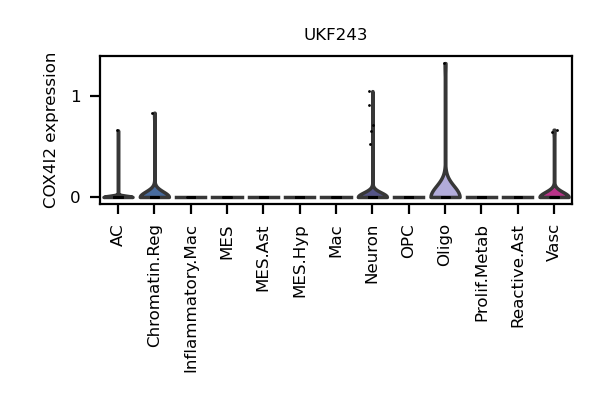 UKF243
COX4I2 expression
1
0
AC
Chromatin.Reg
Inflammatory.Mac
MES
MES.Ast
MES.Hyp
Mac
Neuron
OPC
Oligo
Prolif.Metab
Reactive.Ast
Vasc